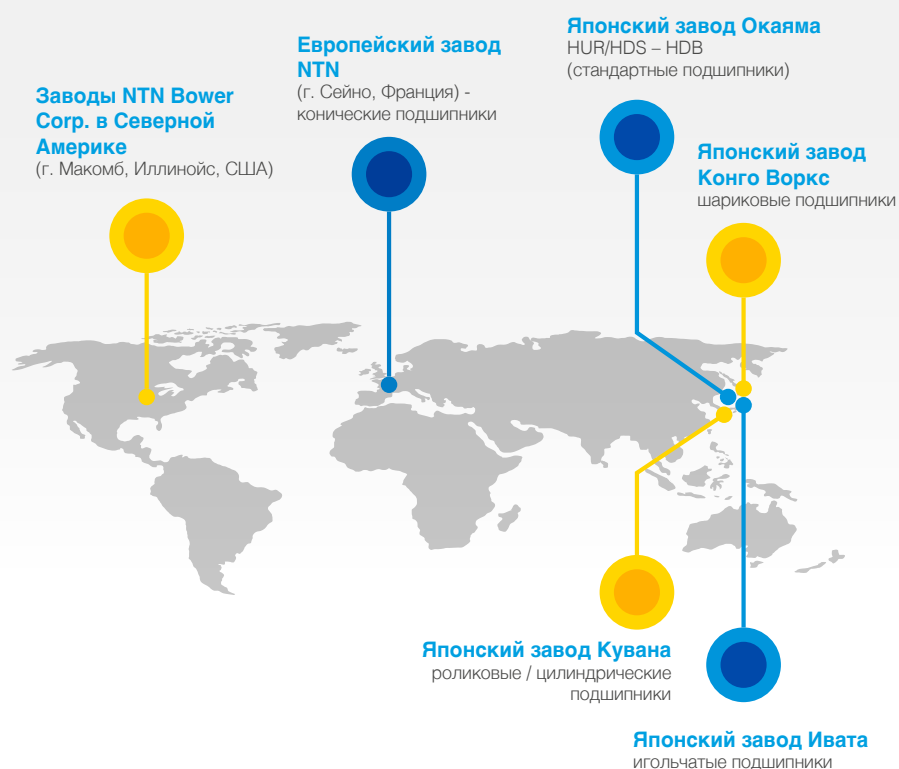 Заводы NTN Bower
Corp. в Северной
Америке
(г. Макомб, Иллинойс, США)
Европейский завод
NTN
(г. Сейно, Франция) -
конические подшипники
Японский завод Окаяма
HUR/HDS – HDB
(стандартные подшипники)
Японский завод
Конго Воркс
шариковые подшипники
Японский завод Кувана
роликовые / цилиндрические
подшипники
Японский завод Ивата
игольчатые подшипники